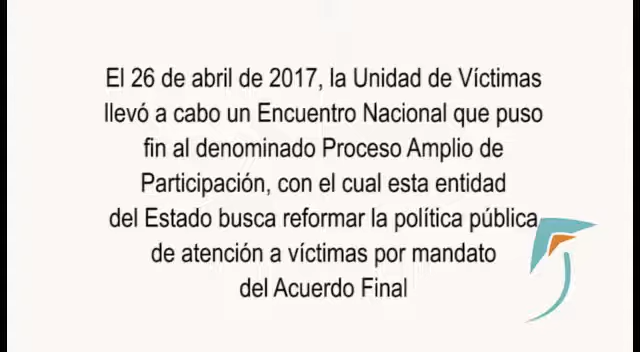 El 26 de abril de 2017, la Unidad de Víctimas
llevó a cabo un Encuentro Nacional que puso
fin al denominado Proceso Amplio de
Participación, con el cual esta entidad
del Estado busca reformar la política pública
de atención a víctimas por mandato
del Acuerdo Final